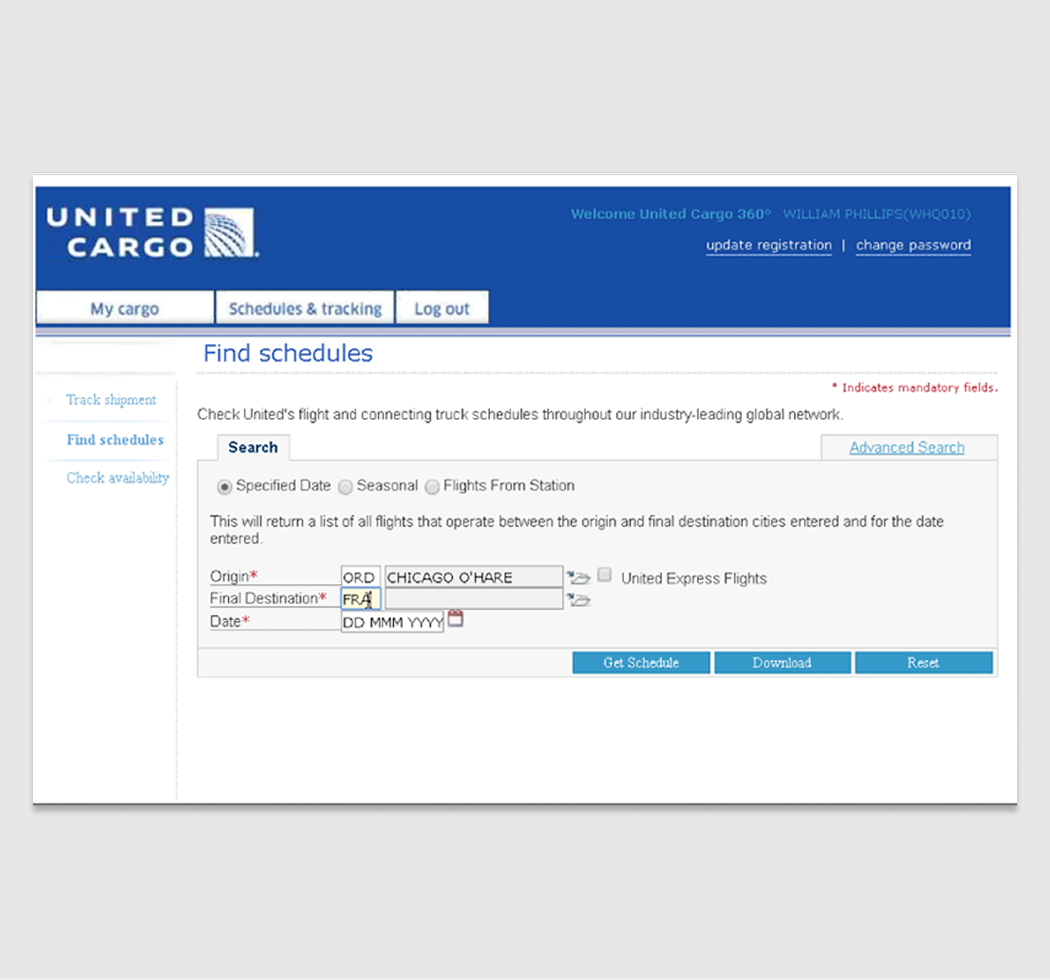 UNITED
CARGO
Welcome United Cargo 360° WILLIAM PHILLIPS(WHQ010)
update registration | change password
My cargo Schedules & tracking Log out
Find schedules
* Indicates mandatory fields.
Track shipment
Find schedules
Check availability
Check United's flight and connecting truck schedules throughout our industry-leading global network.
Search Advanced Search
Specified Date Seasonal Flights From Station
This will return a list of all flights that operate between the origin and final destination cities entered and for the date
entered.
Origin* ORD CHICAGO O'HARE United Express Flights
Final Destination* FRA
Date* DD MMM YYYY
Get Schedule Download Reset